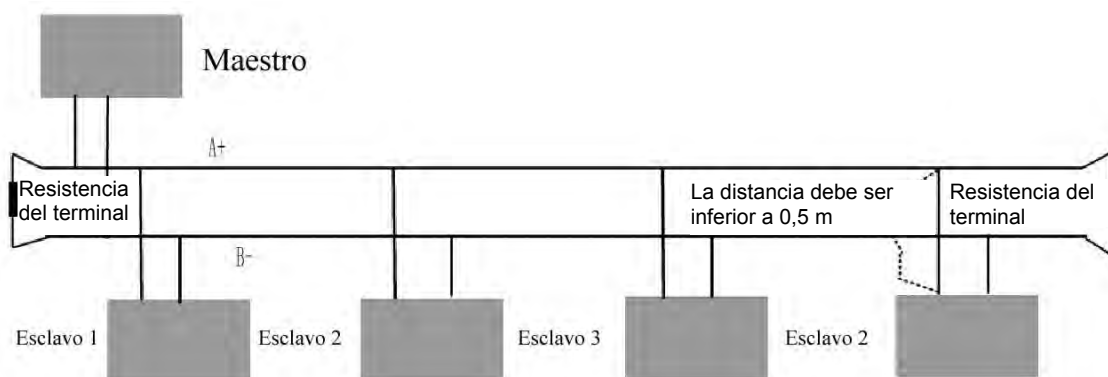 Maestro
A+
Resistencia
del terminal
La distancia debe ser
inferior a 0,5 m
Resistencia del
terminal
B-
Esclavo 1
Esclavo 2
Esclavo 3
Esclavo 2